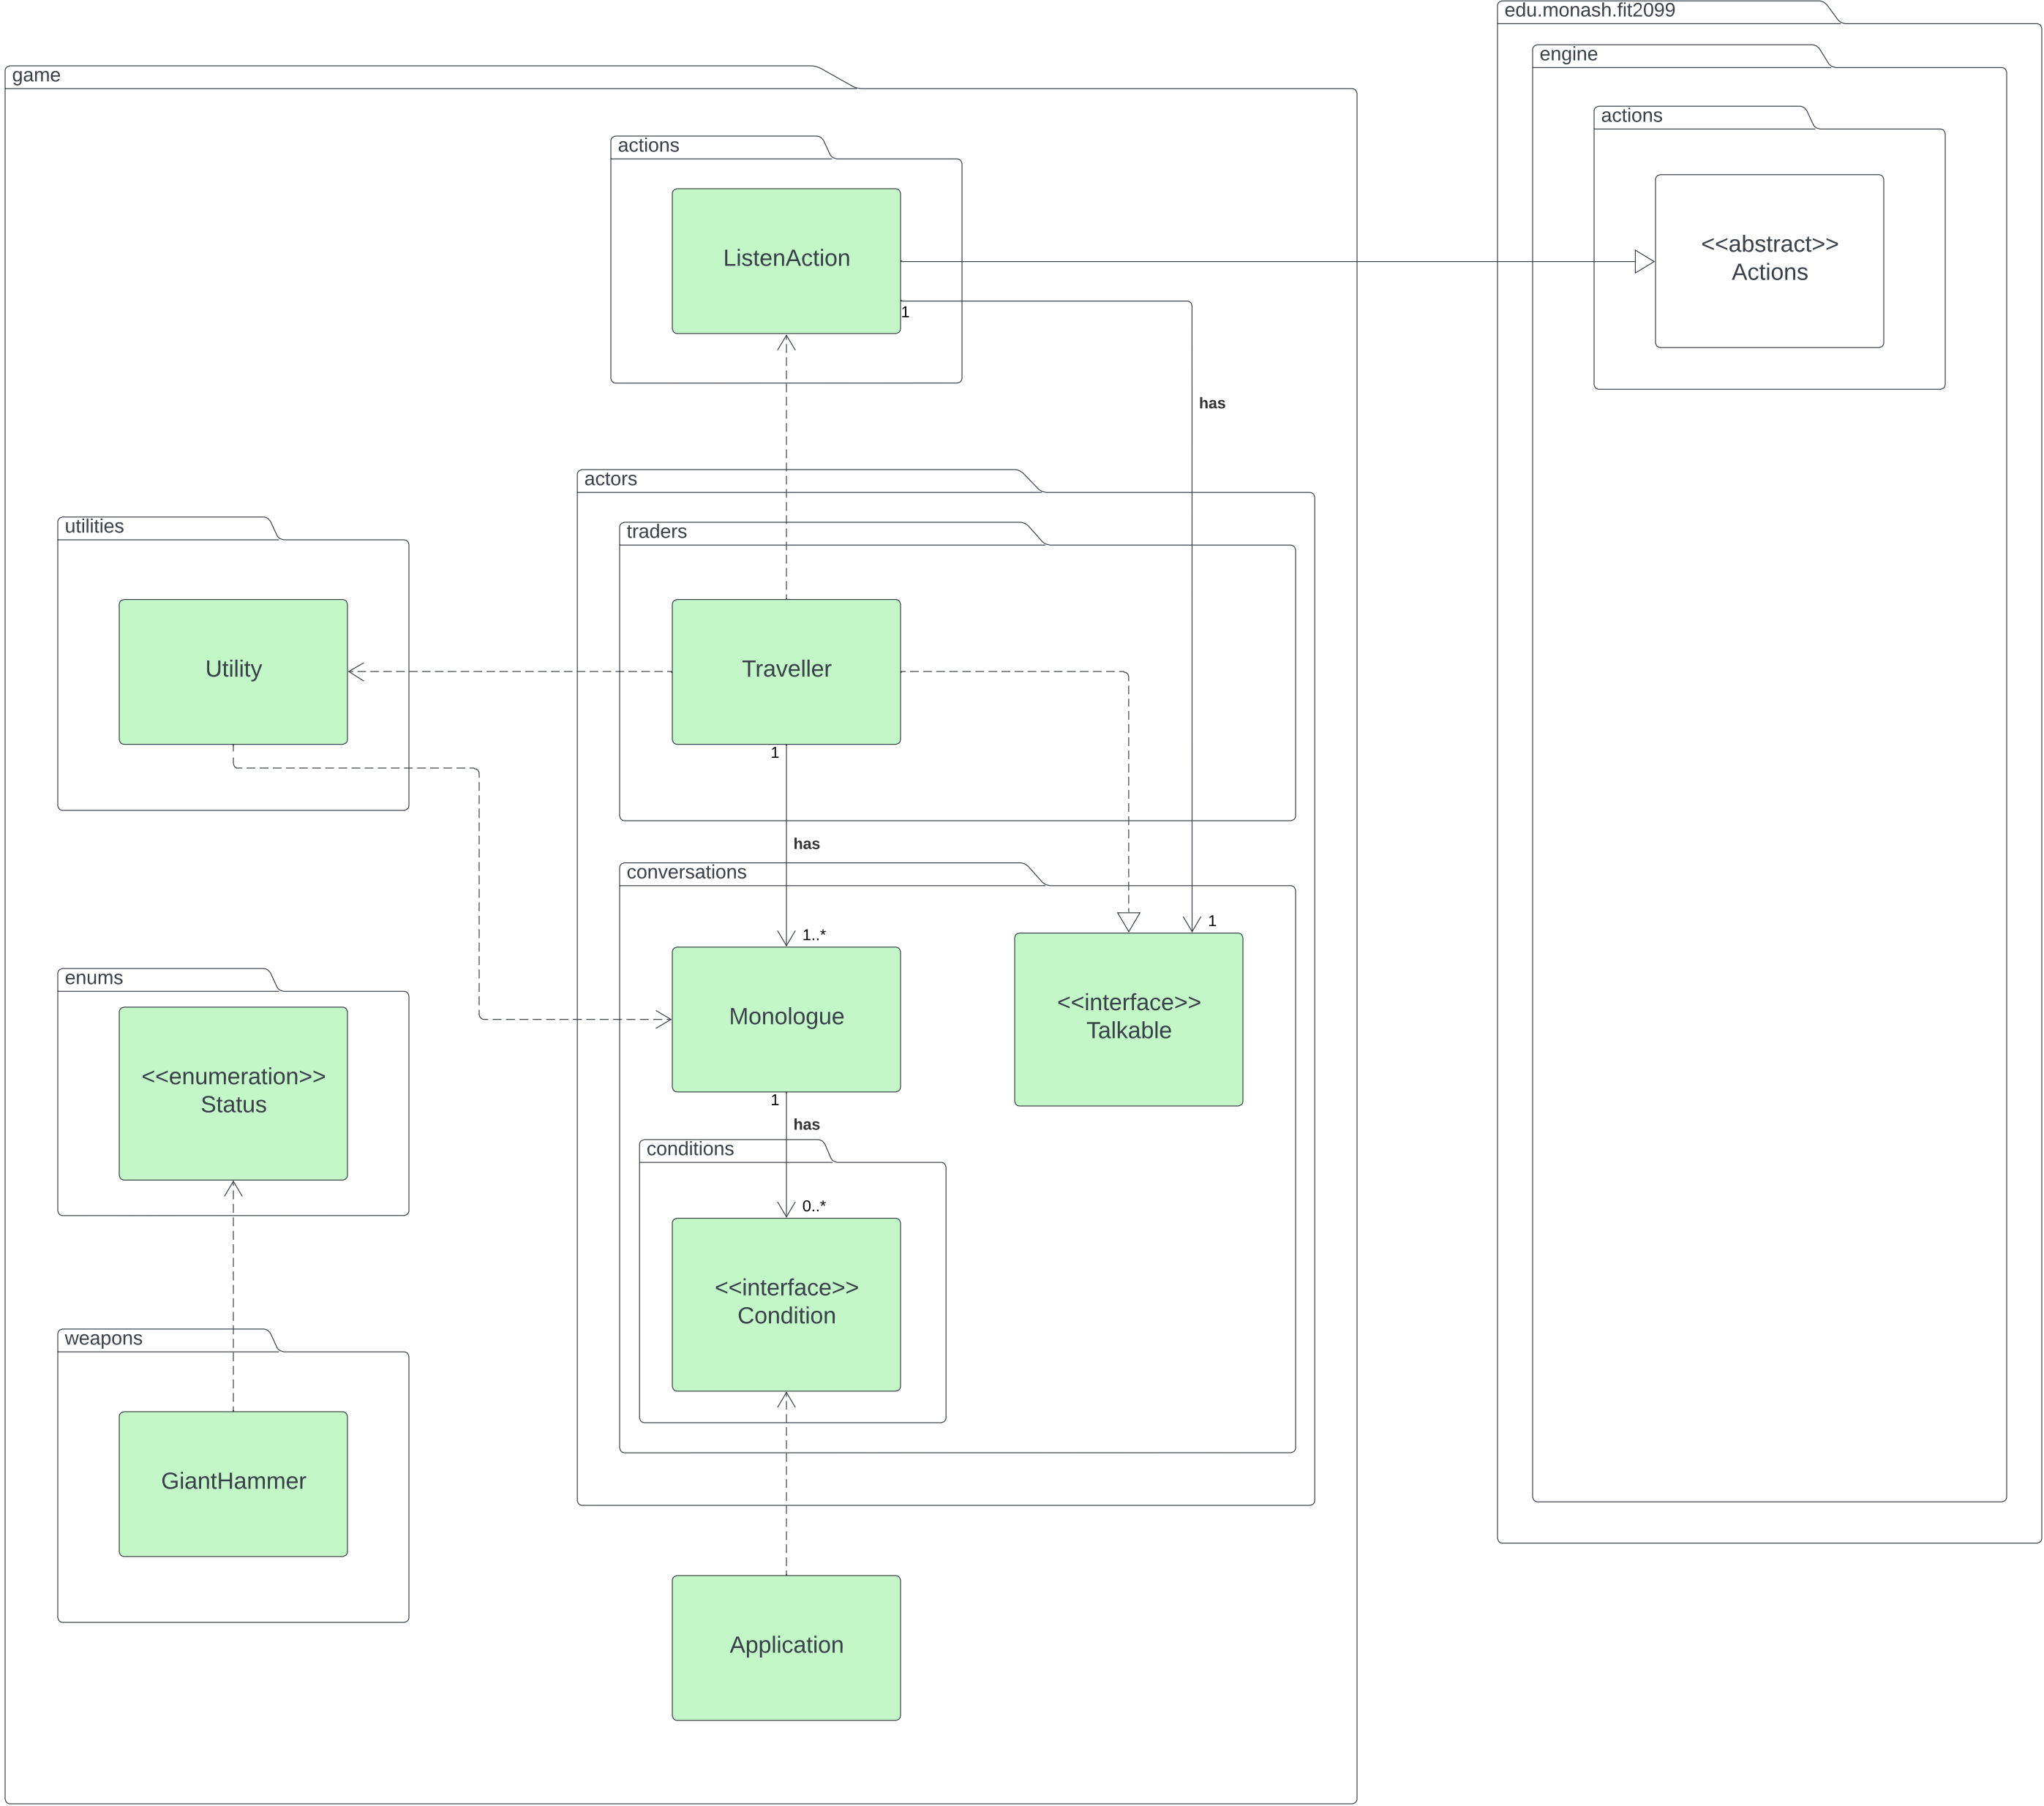 edu.monash.fit2099
engine
game
actions
actions
<<abstract>>
Actions
ListenAction
1
has
actors
utilities
traders
Utility
Traveller
1
has
conversations
1
1..*
enums
<<interface>>
Talkable
Monologue
<<enumeration>>
Status
1
has
conditions
0..*
<<interface>>
Condition
weapons
GiantHammer
Application